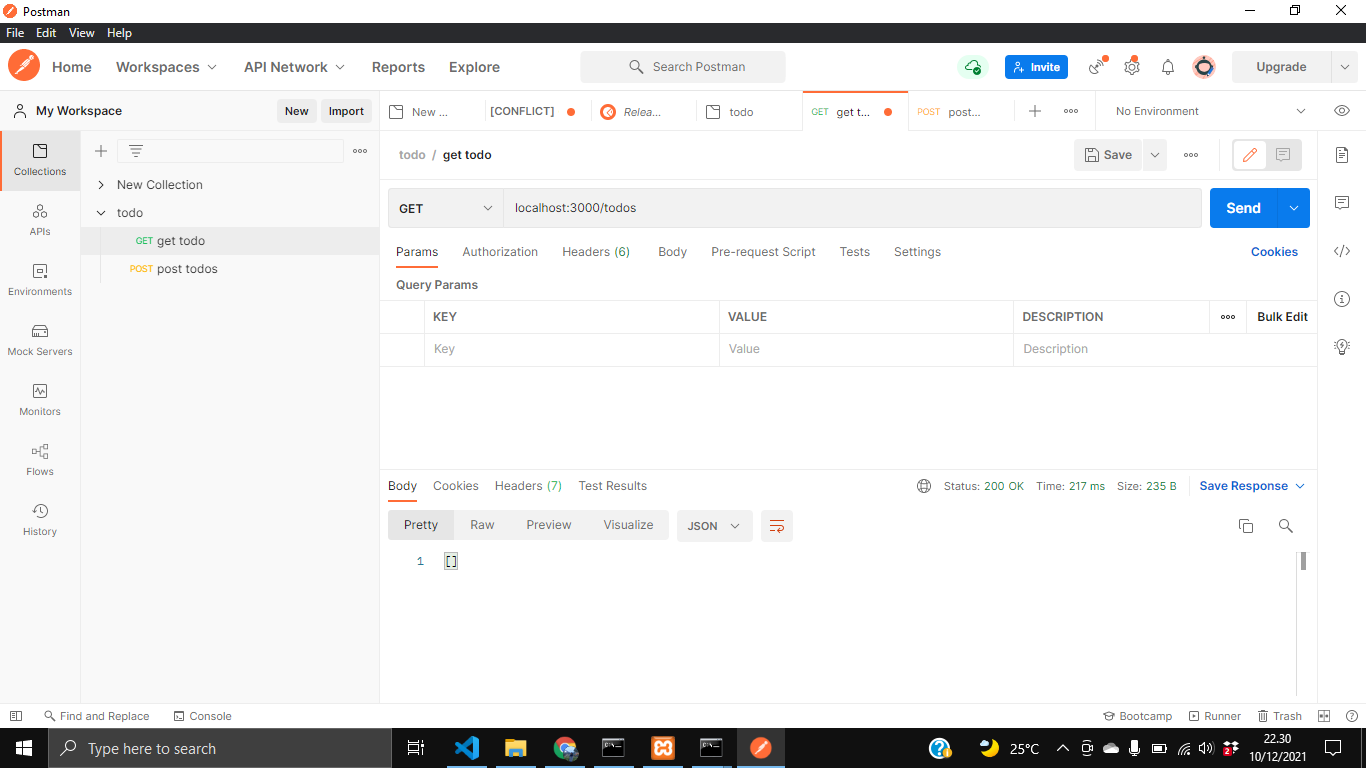 Postman
File Edit View Help
Home Workspaces API Network Reports Explore Search Postman Invite Upgrade
My Workspace New Import New ... [CONFLICT] Relea... todo GET get t... POST post... No Environment
todo / get todo Save
Collections
New Collection
todo
GET get todo
POST post todos
APIs
Environments
Mock Servers
Monitors
Flows
History
GET localhost:3000/todos Send
Params Authorization Headers (6) Body Pre-request Script Tests Settings Cookies
Query Params
KEY VALUE DESCRIPTION Bulk Edit
Key Value Description
Body Cookies Headers (7) Test Results Status: 200 OK Time: 217 ms Size: 235 B Save Response
Pretty Raw Preview Visualize JSON
1 []
Find and Replace Console Bootcamp Runner Trash
Type here to search 25°C 22.30
10/12/2021